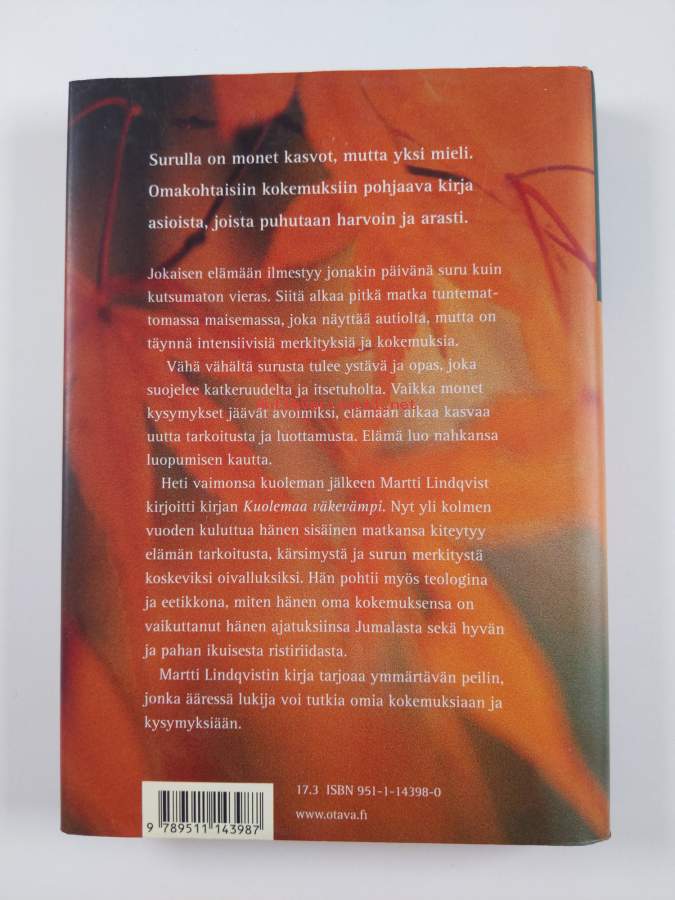 Surulla on monet kasvot, mutta yksi mieli.
Omakohtaisiin kokemuksiin pohjaava kirja
asioista, joista puhutaan harvoin ja arasti.
Jokaisen elämään ilmestyy jonakin päivänä suru kuin
kutsumaton vieras. Siitä alkaa pitkä matka tuntemat-
tomassa maisemassa, joka näyttää autiolta, mutta on
täynnä intensiivisiä merkityksiä ja kokemuksia.
Vähä vähältä surusta tulee ystävä ja opas, joka
suojelee katkeruudelta ja itsetuholta. Vaikka monet
kysymykset jäävät avoimiksi, elämään alkaa kasvaa
uutta tarkoitusta ja luottamusta. Elämä luo nahkansa
luopumisen kautta.
Heti vaimonsa kuoleman jälkeen Martti Lindqvist
kirjoitti kirjan Kuolemaa väkevämpi. Nyt yli kolmen
vuoden kuluttua hänen sisäinen matkansa kiteytyy
elämän tarkoitusta, kärsimystä ja surun merkitystä
koskeviksi oivalluksiksi. Hän pohtii myös teologina
ja eetikkona, miten hänen oma kokemuksensa on
vaikuttanut hänen ajatuksiinsa Jumalasta sekä hyvän
ja pahan ikuisesta ristiriidasta.
Martti Lindqvistin kirja tarjoaa ymmärtävän peilin,
jonka ääressä lukija voi tutkia omia kokemuksiaan ja
kysymyksiään.
17.3 ISBN 951-1-14398-0
www.otava.fi
9 789511 143987